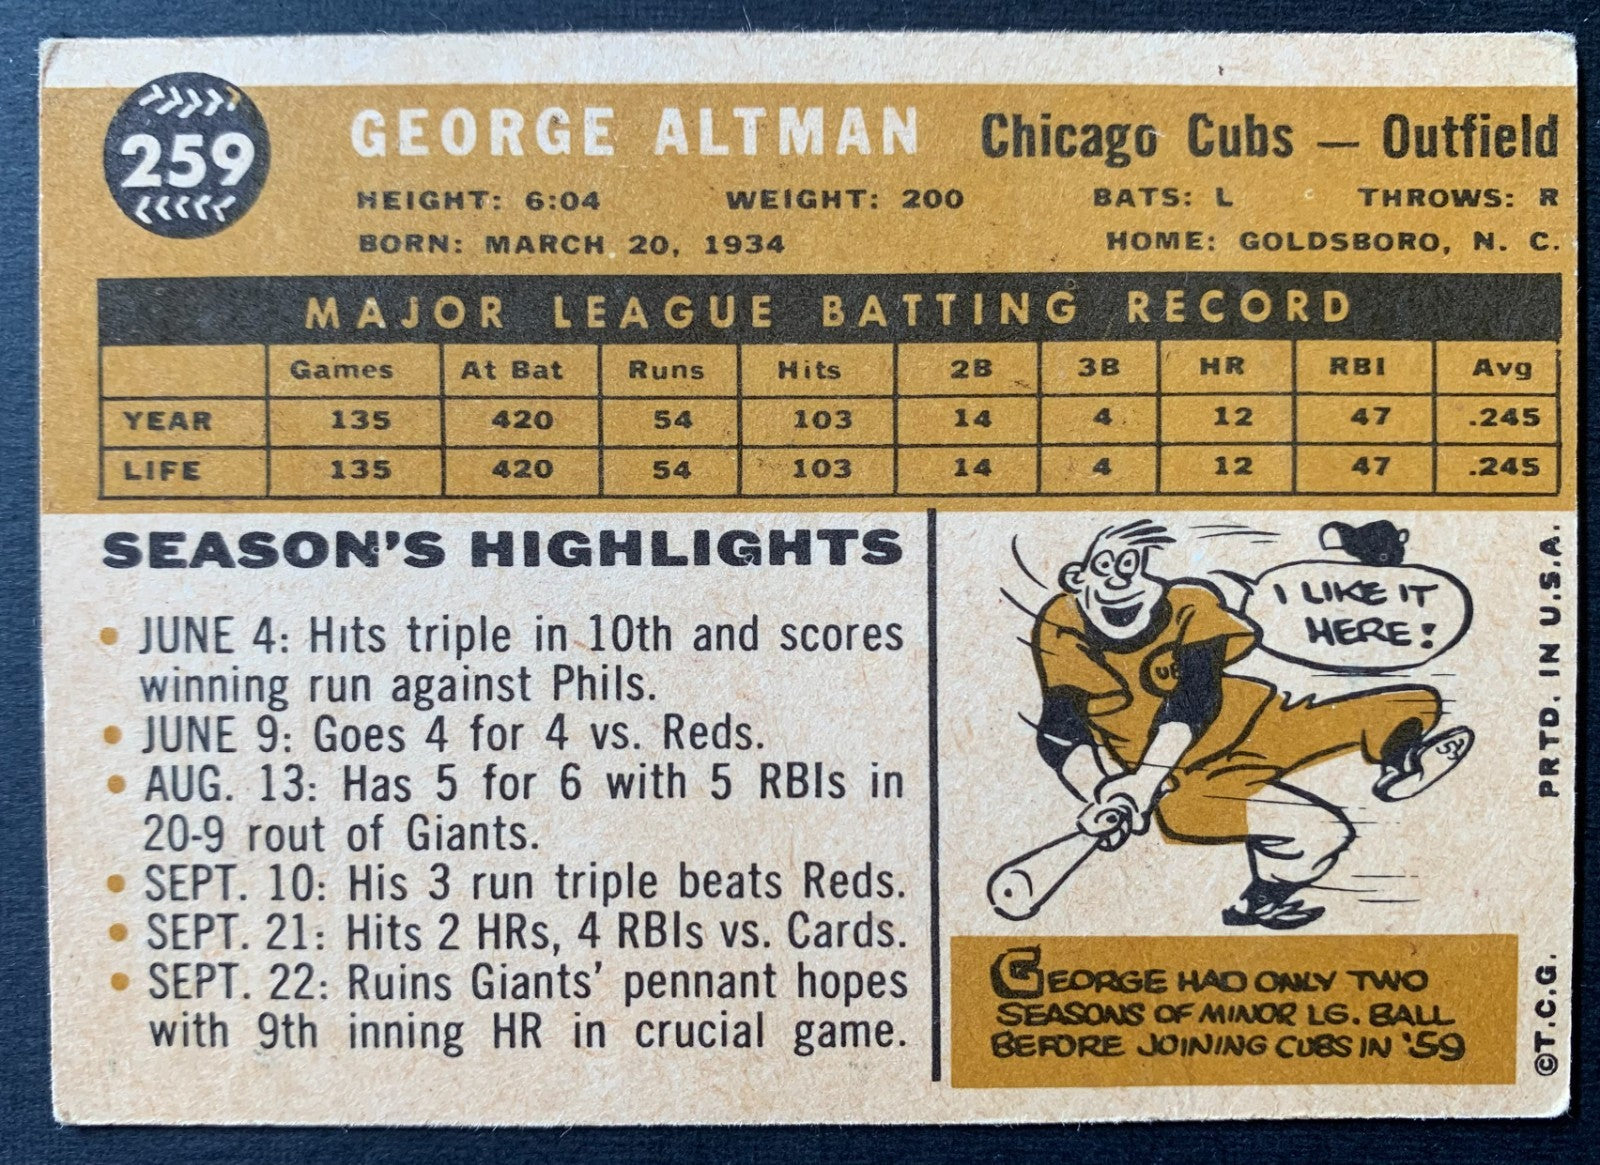 259
GEORGE ALTMAN Chicago Cubs — Outfield
HEIGHT: 6:04 WEIGHT: 200 BATS: L THROWS: R
BORN: MARCH 20, 1934 HOME: GOLDSBORO, N. C.
MAJOR LEAGUE BATTING RECORD
Games At Bat Runs Hits 2B 3B HR RBI Avg
YEAR 135 420 54 103 14 4 12 47 .245
LIFE 135 420 54 103 14 4 12 47 .245
SEASON'S HIGHLIGHTS
• JUNE 4: Hits triple in 10th and scores
winning run against Phils.
• JUNE 9: Goes 4 for 4 vs. Reds.
• AUG. 13: Has 5 for 6 with 5 RBIs in
20-9 rout of Giants.
• SEPT. 10: His 3 run triple beats Reds.
• SEPT. 21: Hits 2 HRs, 4 RBIs vs. Cards.
• SEPT. 22: Ruins Giants' pennant hopes
with 9th inning HR in crucial game.
I LIKE IT
HERE!
UB
GEORGE HAD ONLY TWO
SEASONS OF MINOR LG. BALL
BEFORE JOINING CUBS IN '59
©T.C.G. PRTD. IN U.S.A.